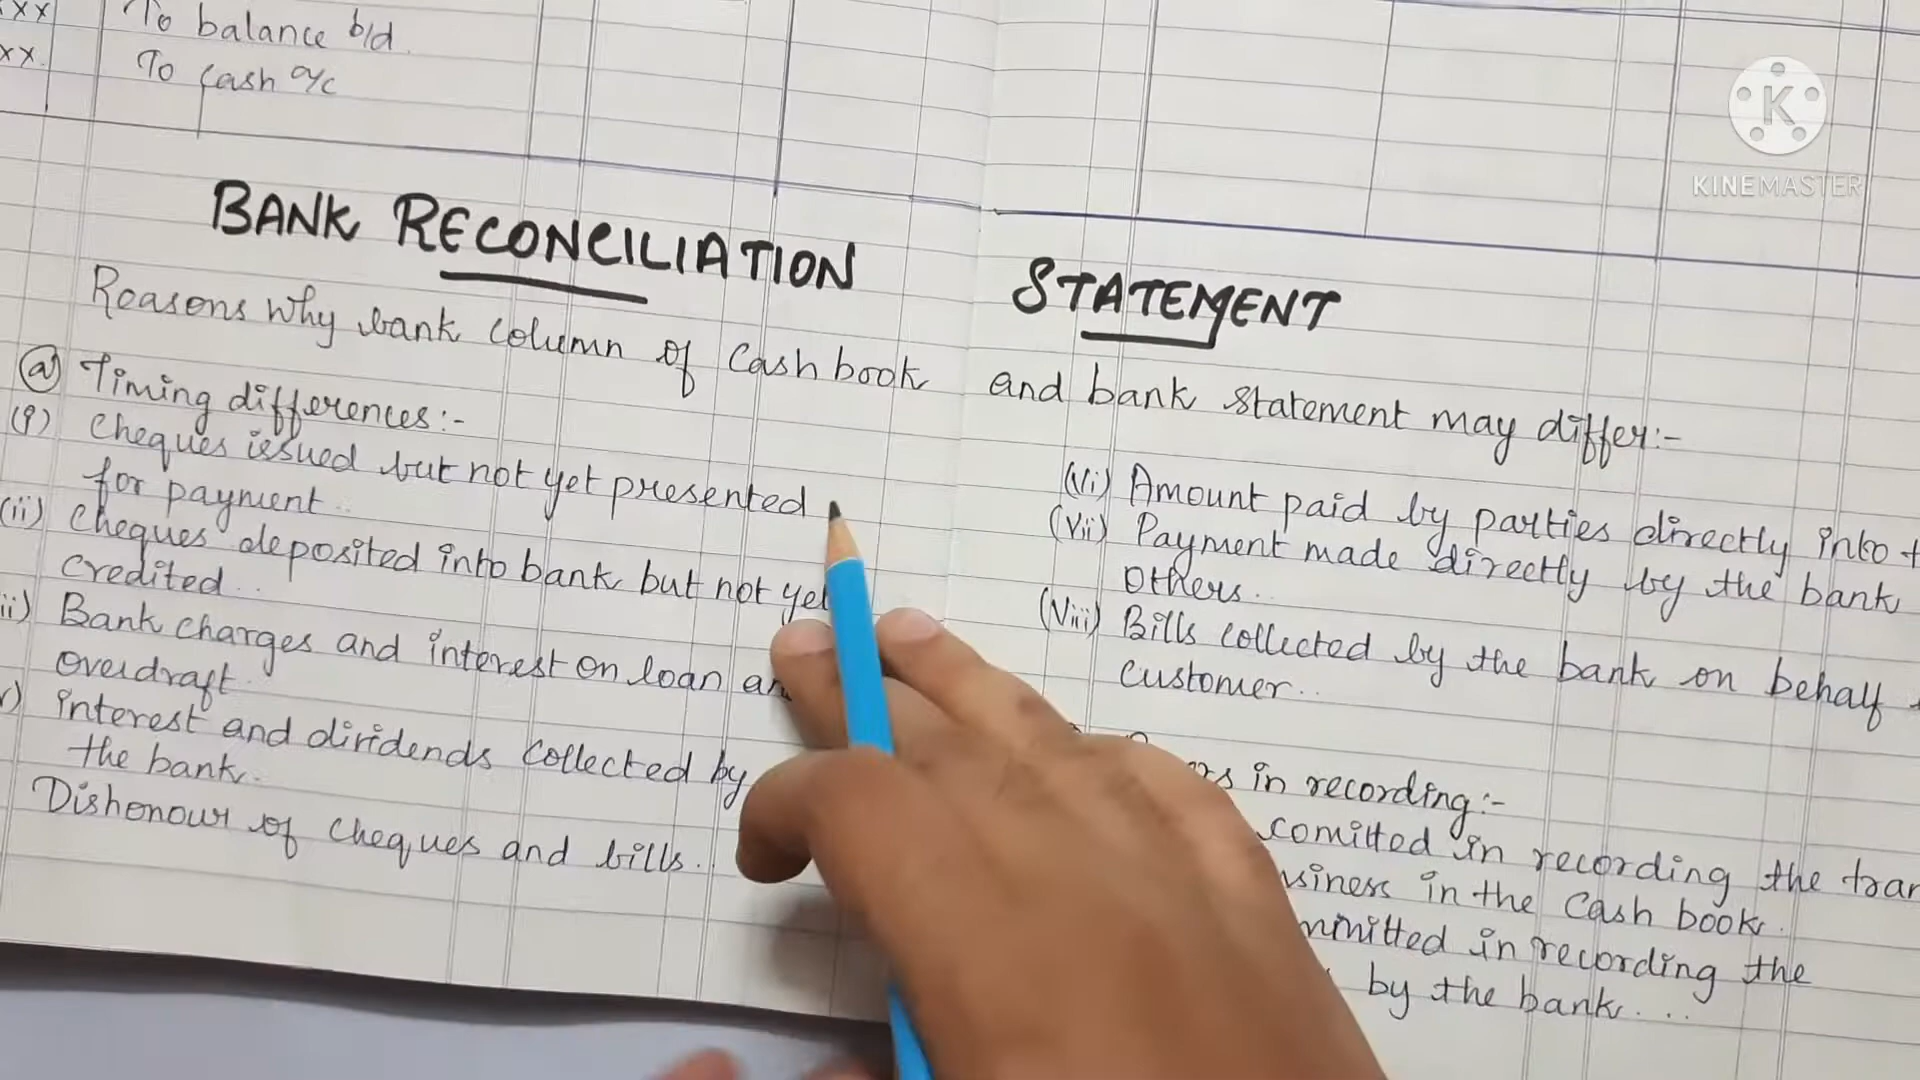 xx To balance b/d.
xx. To Cash a/c
BANK RECONCILIATION STATEMENT
Reasons why bank column of Cash book and bank statement may differ:-
(a) Timing differences:-
(i) Cheques issued but not yet presented
for payment..
(ii) Cheques deposited into bank but not yet
credited..
ii) Bank charges and interest on loan
overdraft.
) interest and dividends collected by
the bank.
Dishonour of cheques and bills.
(vi) Amount paid by parties directly into
(vii) Payment made directly by the bank
others..
(viii) Bills collected by the bank on behalf
customer..
in recording:-
comitted in recording the
in the Cash book.
in recording the
by the bank...
K
KINEMASTER